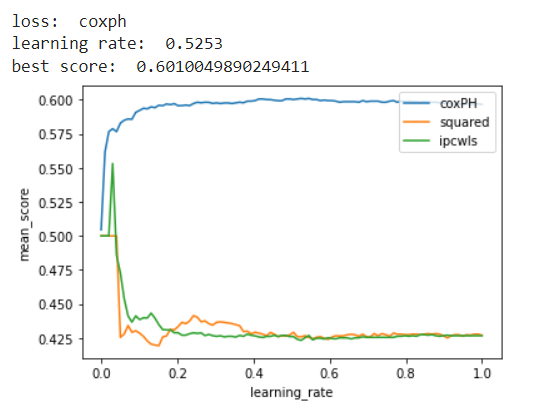 loss:  coxph
learning rate:  0.5253
best score:  0.6010049890249411
0.600
0.575
0.550
0.525
0.500
0.475
0.450
0.425
mean_score
coxPH
squared
ipcwls
0.0 0.2 0.4 0.6 0.8 1.0
learning_rate